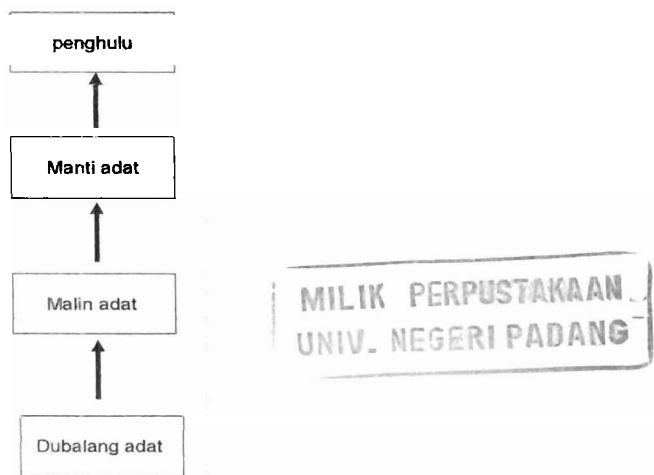 penghulu
Manti adat
Malin adat
MILIK PERPUSTAKAAN
UNIV. NEGERI PADANG
Dubalang adat